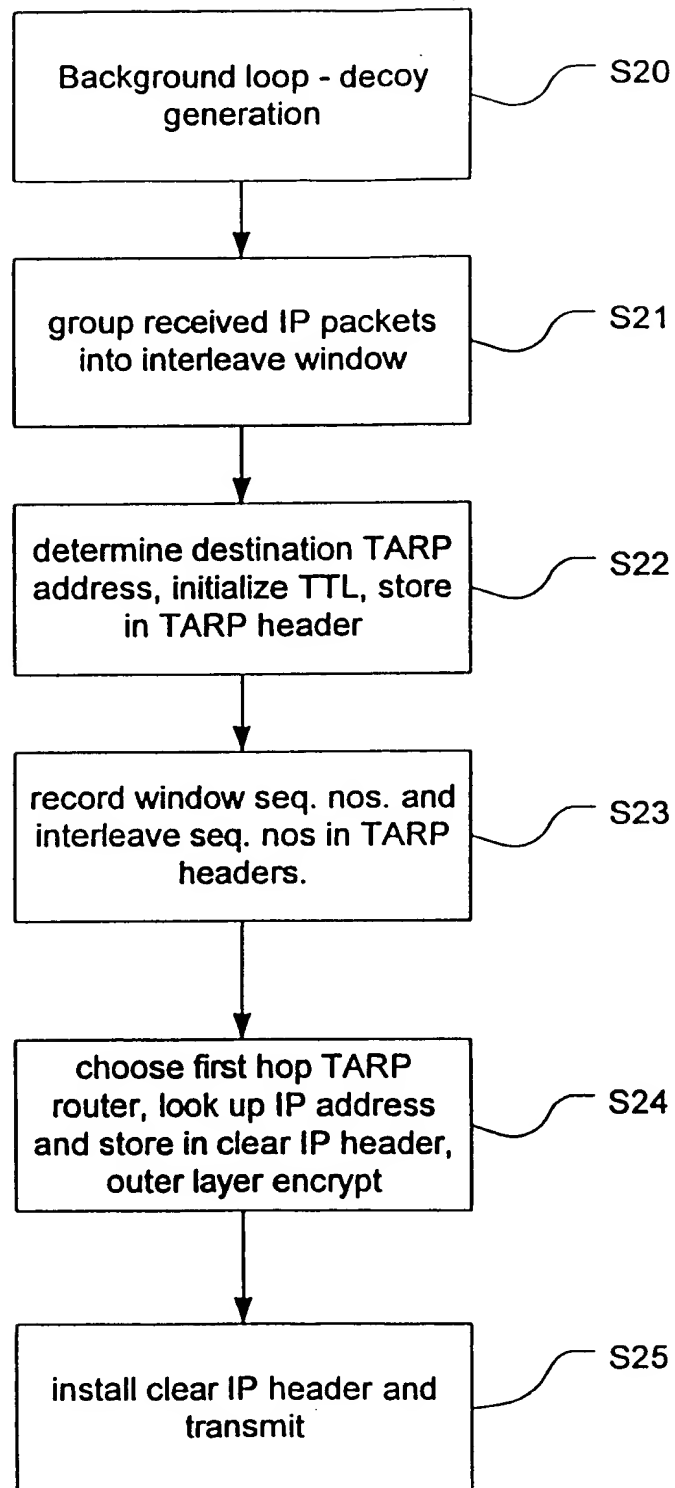 Background loop - decoy
generation
S20
group received IP packets
into interleave window
S21
determine destination TARP
address, initialize TTL, store
in TARP header
S22
record window seq. nos. and
interleave seq. nos in TARP
headers.
S23
choose first hop TARP
router, look up IP address
and store in clear IP header,
outer layer encrypt
S24
install clear IP header and
transmit
S25